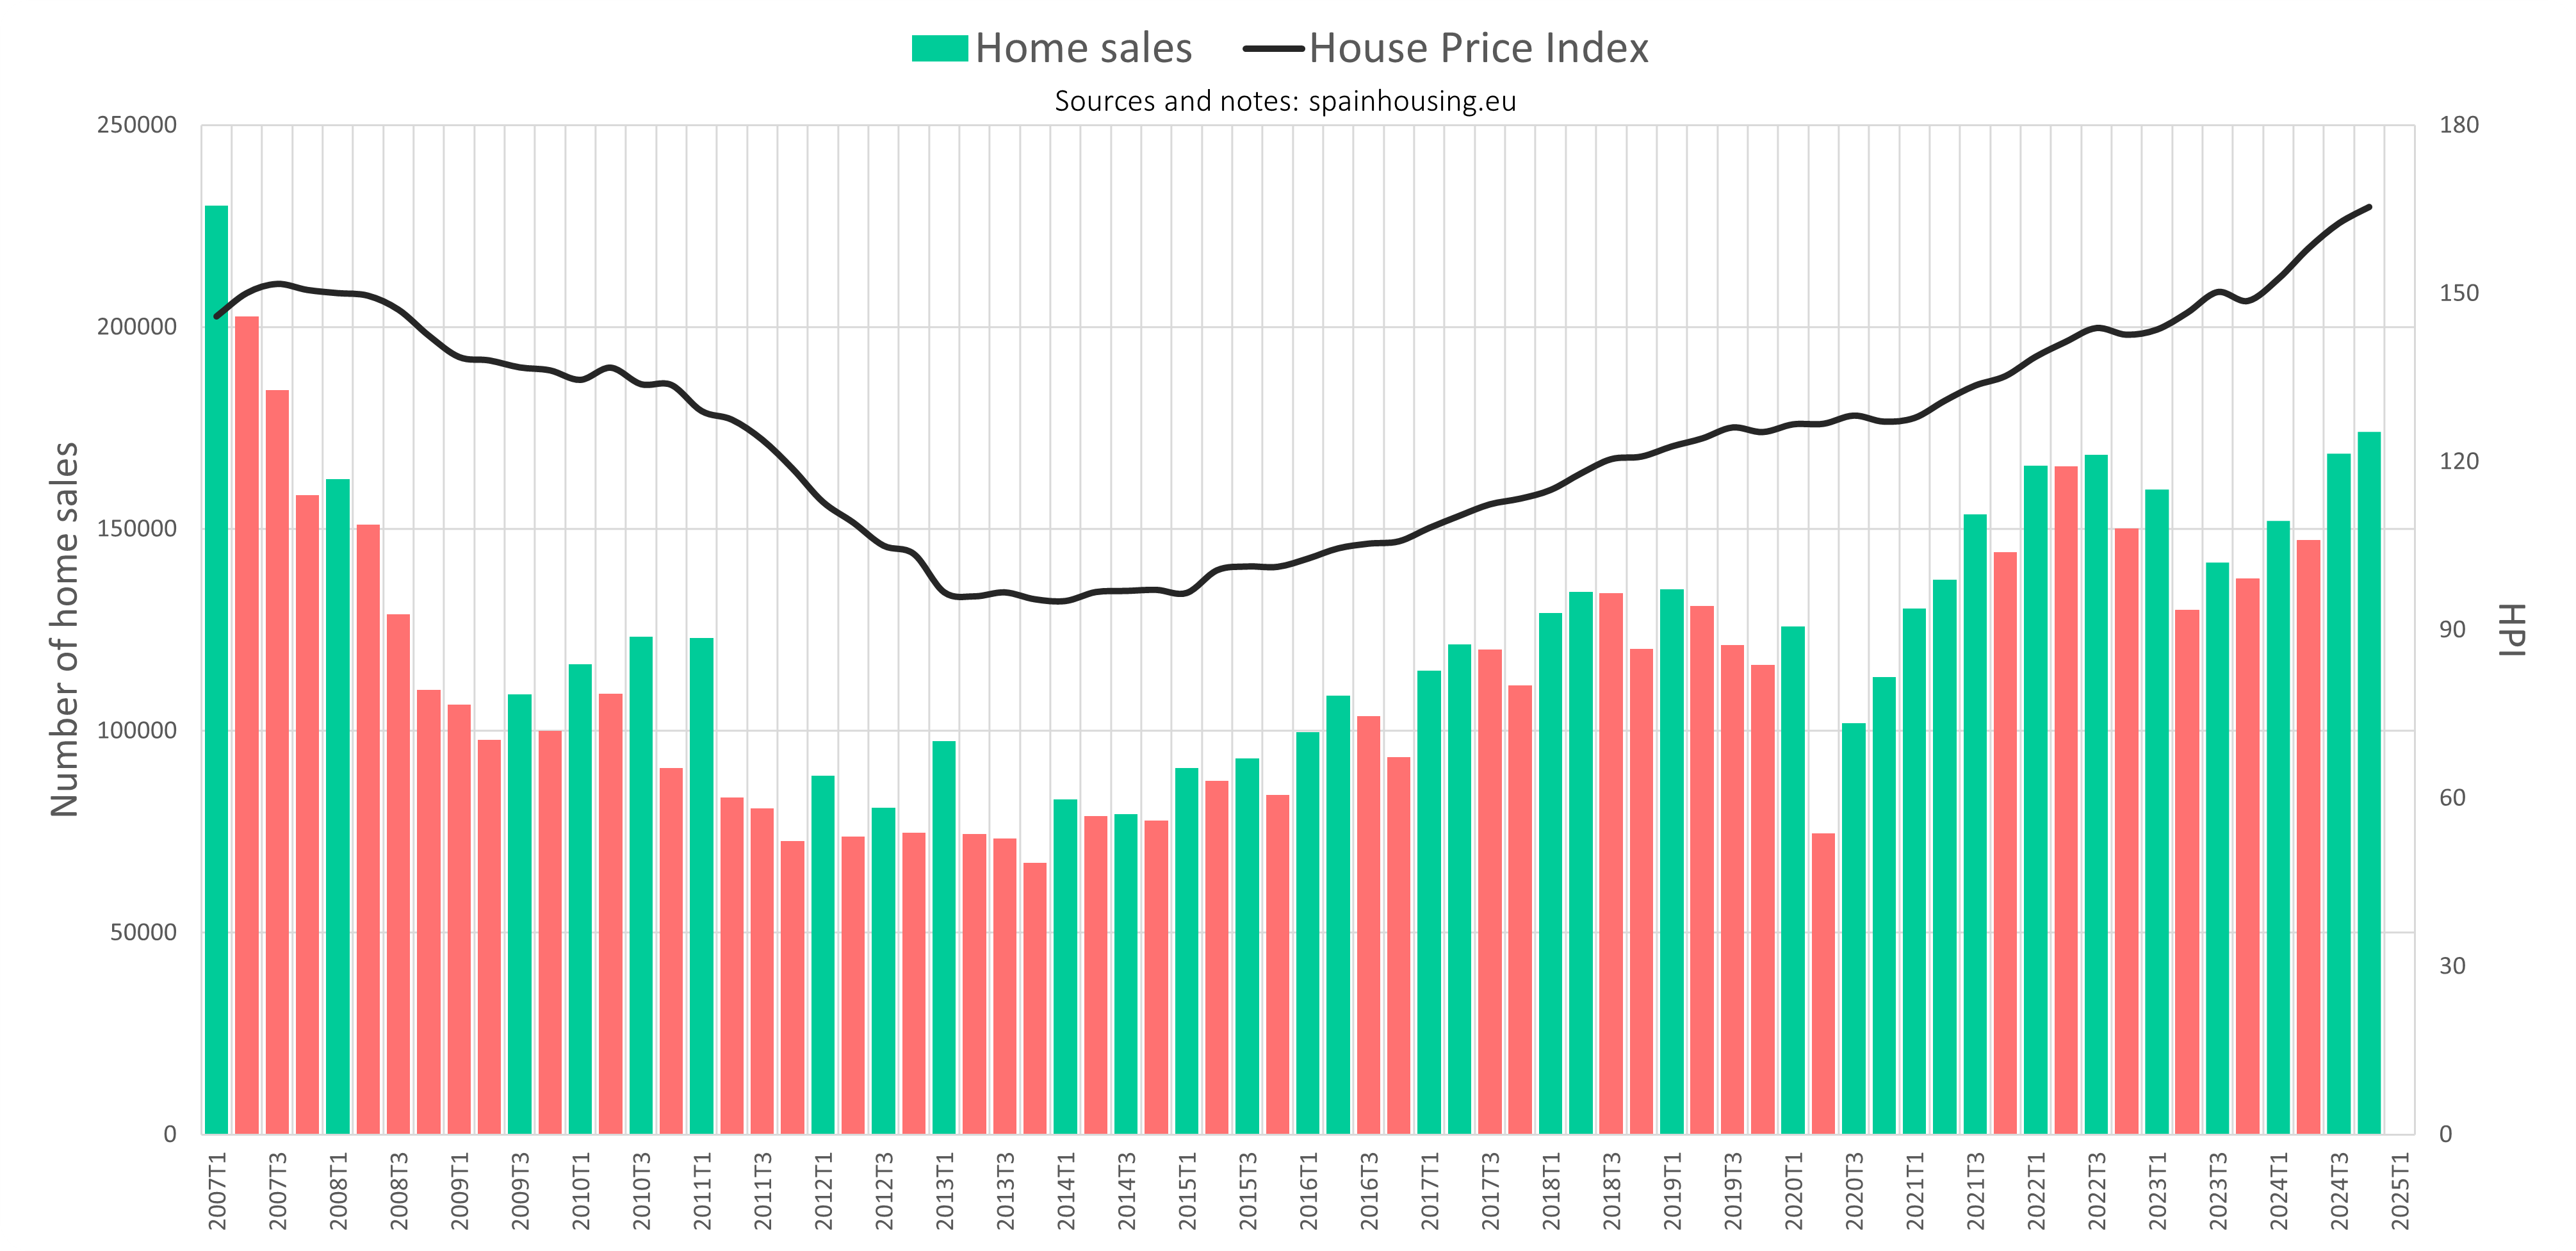 Home sales House Price Index
Sources and notes: spainhousing.eu
Number of home sales
250000
200000
150000
100000
50000
0
180
150
120
90
60
30
0
HPI
2007T1
2007T3
2008T1
2008T3
2009T1
2009T3
2010T1
2010T3
2011T1
2011T3
2012T1
2012T3
2013T1
2013T3
2014T1
2014T3
2015T1
2015T3
2016T1
2016T3
2017T1
2017T3
2018T1
2018T3
2019T1
2019T3
2020T1
2020T3
2021T1
2021T3
2022T1
2022T3
2023T1
2023T3
2024T1
2024T3
2025T1